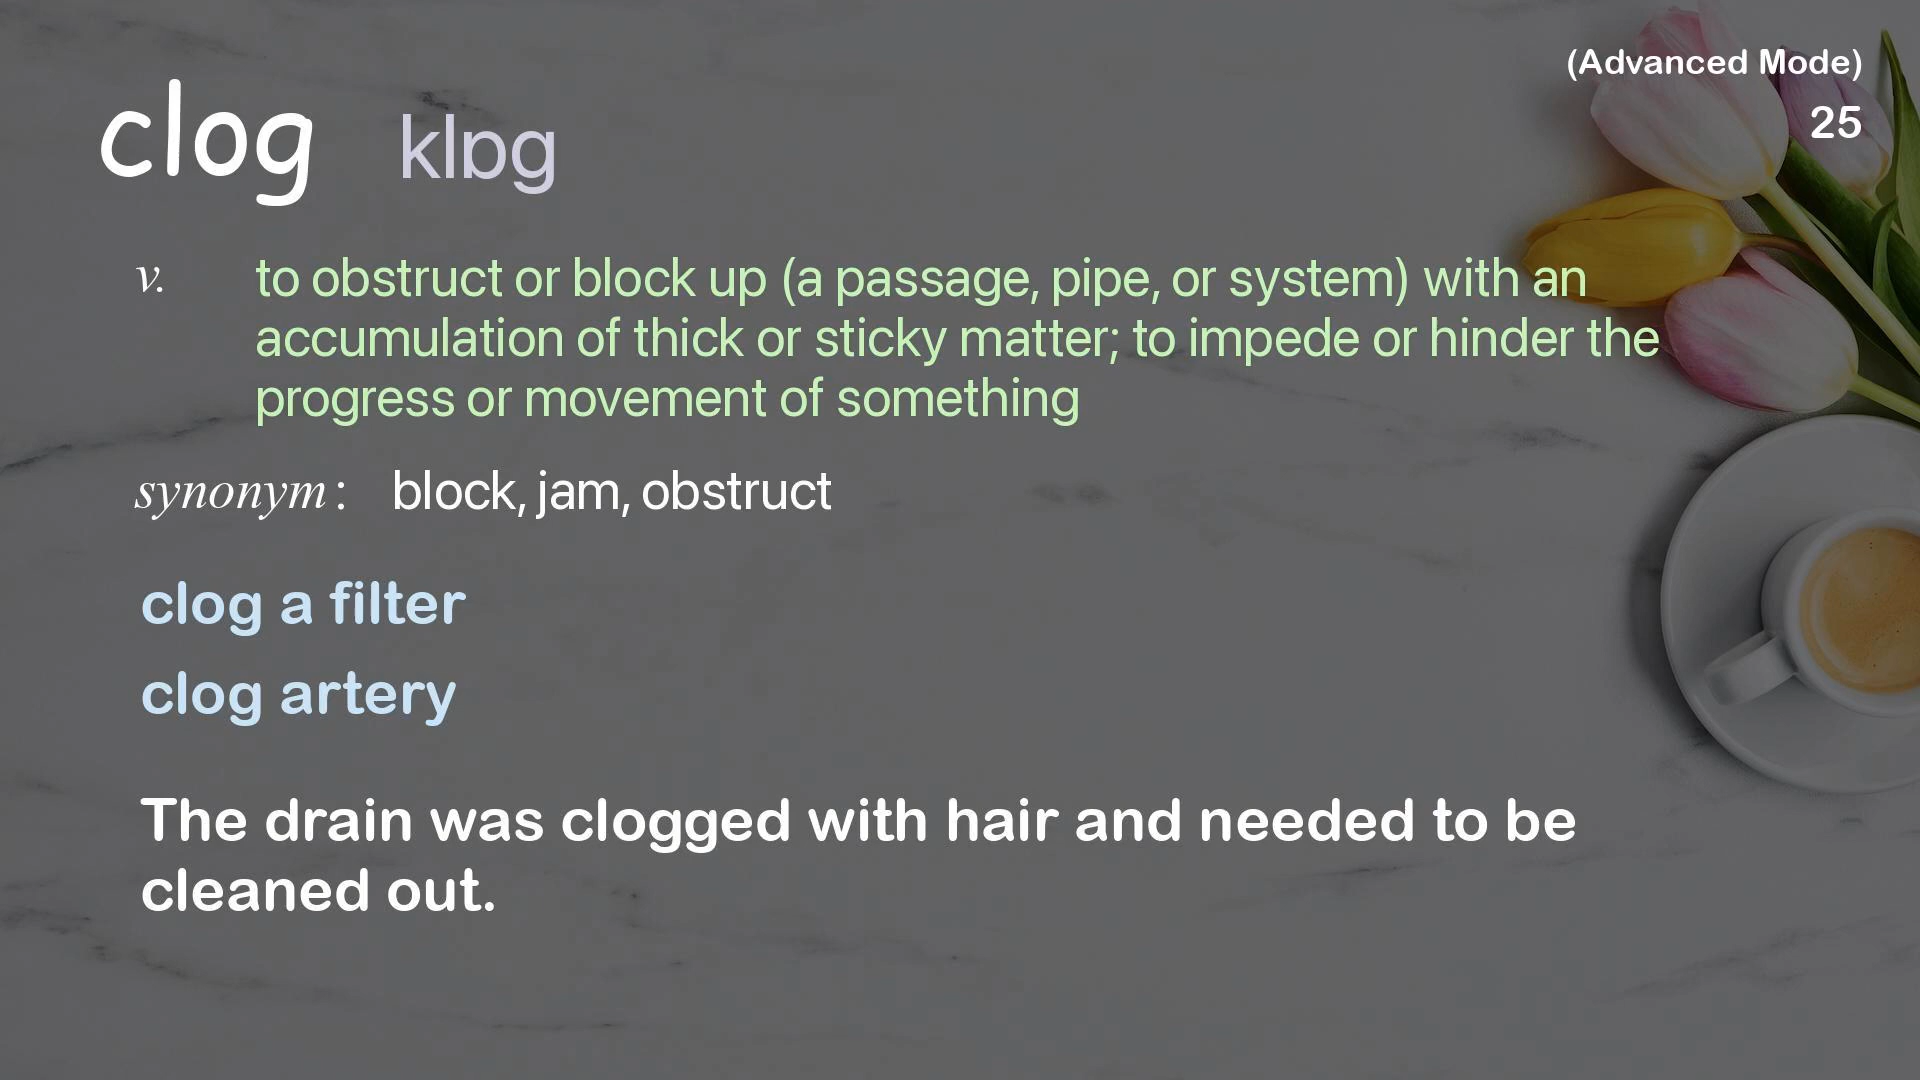 (Advanced Mode)
25
clog klɒg
v. to obstruct or block up (a passage, pipe, or system) with an
accumulation of thick or sticky matter; to impede or hinder the
progress or movement of something
synonym: block, jam, obstruct
clog a filter
clog artery
The drain was clogged with hair and needed to be
cleaned out.